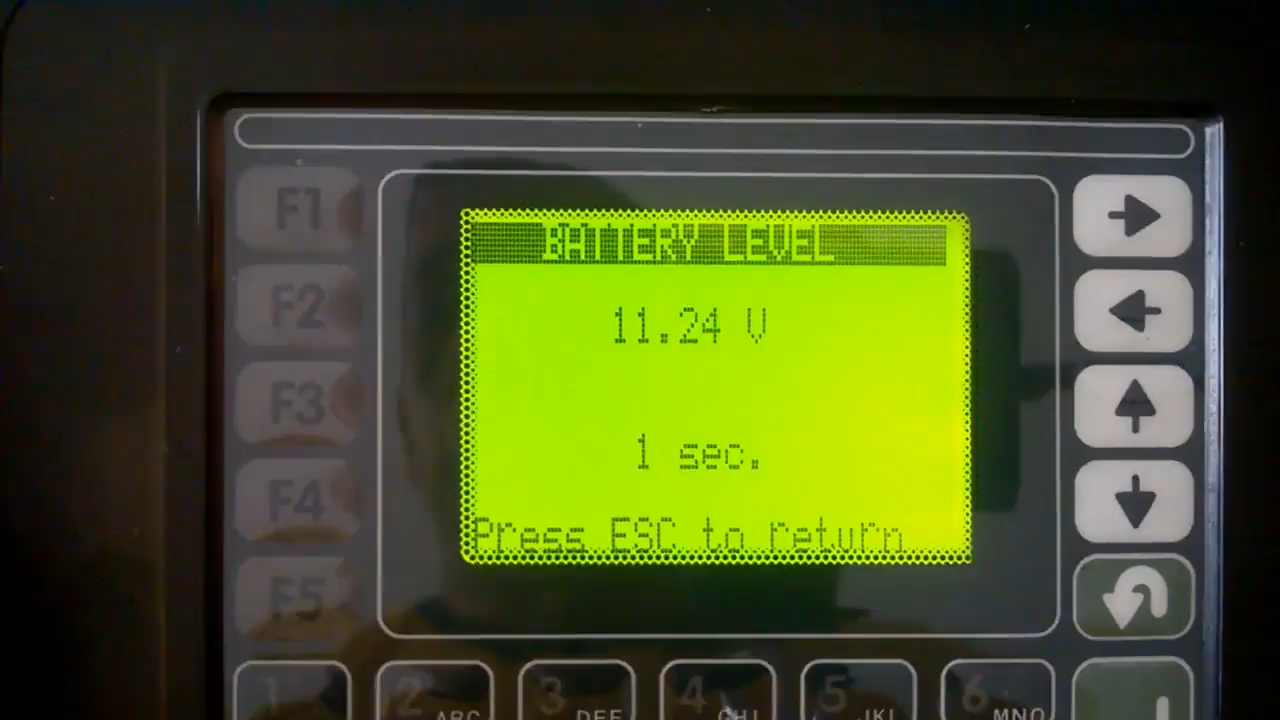 BATTERY LEVEL
11.24 V
1 sec.
Press ESC to return
F1
F2
F3
F4
F5
1
2 ABC
3 DEF
4 GHI
5 JKL
6 MNO